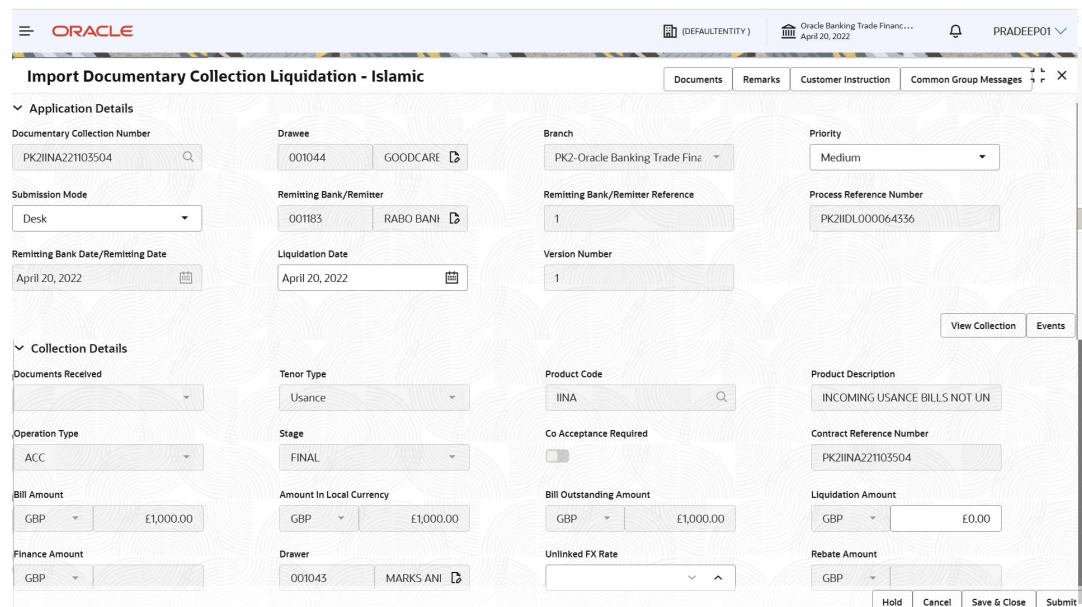 ORACLE
(DEFAULTENTITY )
Oracle Banking Trade Financ...
April 20, 2022
PRADEEP01
Import Documentary Collection Liquidation - Islamic
Documents Remarks Customer Instruction Common Group Messages
Application Details
Documentary Collection Number Drawee Branch Priority
PK2IINA221103504 001044 GOODCARE PK2-Oracle Banking Trade Fina Medium
Submission Mode Remitting Bank/Remitter Remitting Bank/Remitter Reference Process Reference Number
Desk 001183 RABO BANK 1 PK2IIDL000064336
Remitting Bank Date/Remitting Date Liquidation Date Version Number
April 20, 2022 April 20, 2022 1
View Collection Events
Collection Details
Documents Received Tenor Type Product Code Product Description
Usance IINA INCOMING USANCE BILLS NOT UN
Operation Type Stage Co Acceptance Required Contract Reference Number
ACC FINAL PK2IINA221103504
Bill Amount Amount In Local Currency Bill Outstanding Amount Liquidation Amount
GBP £1,000.00 GBP £1,000.00 GBP £1,000.00 GBP £0.00
Finance Amount Drawer Unlinked FX Rate Rebate Amount
GBP 001043 MARKS ANI GBP
Hold Cancel Save & Close Submit